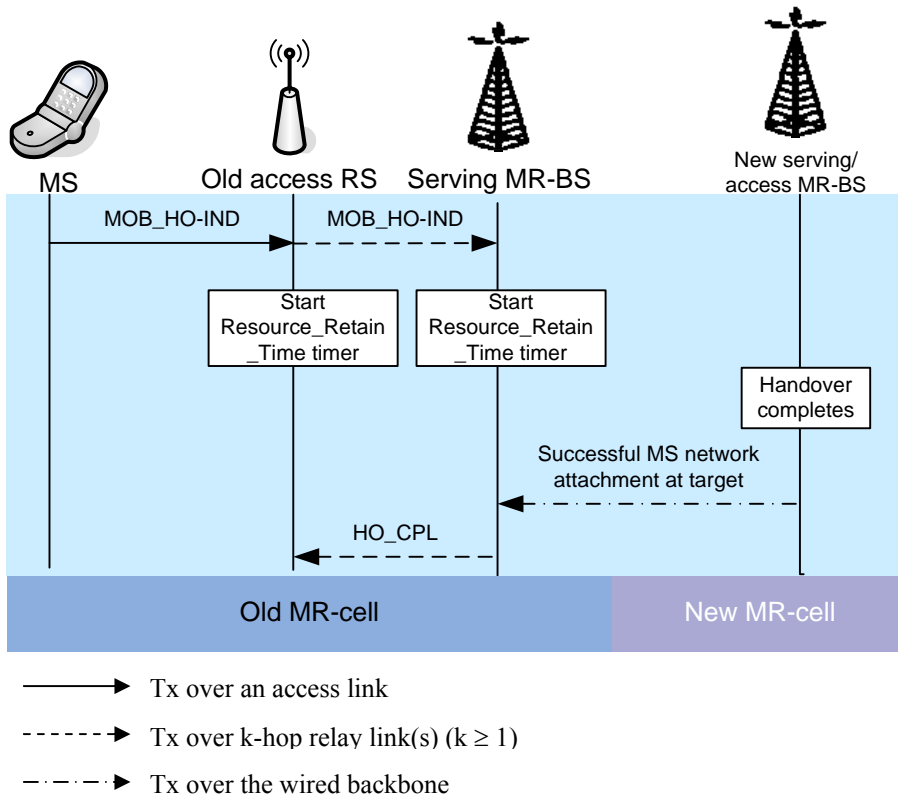 MS
Old access RS
Serving MR-BS
New serving/
access MR-BS
MOB_HO-IND
MOB_HO-IND
Start
Resource_Retain
_Time timer
Start
Resource_Retain
_Time timer
Handover
completes
Successful MS network
attachment at target
HO_CPL
Old MR-cell
New MR-cell
Tx over an access link
Tx over k-hop relay link(s) (k ≥ 1)
Tx over the wired backbone